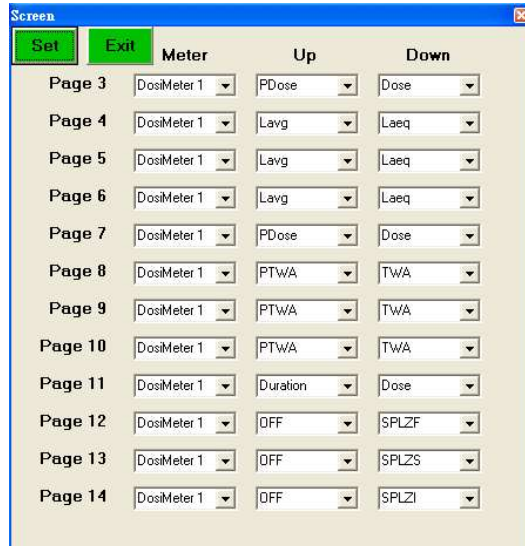 Screen
Set Exit Meter Up Down
Page 3 DosiMeter 1 PDose Dose
Page 4 DosiMeter 1 Lavg Laeq
Page 5 DosiMeter 1 Lavg Laeq
Page 6 DosiMeter 1 Lavg Laeq
Page 7 DosiMeter 1 PDose Dose
Page 8 DosiMeter 1 PTWA TWA
Page 9 DosiMeter 1 PTWA TWA
Page 10 DosiMeter 1 PTWA TWA
Page 11 DosiMeter 1 Duration Dose
Page 12 DosiMeter 1 OFF SPLZF
Page 13 DosiMeter 1 OFF SPLZS
Page 14 DosiMeter 1 OFF SPLZI